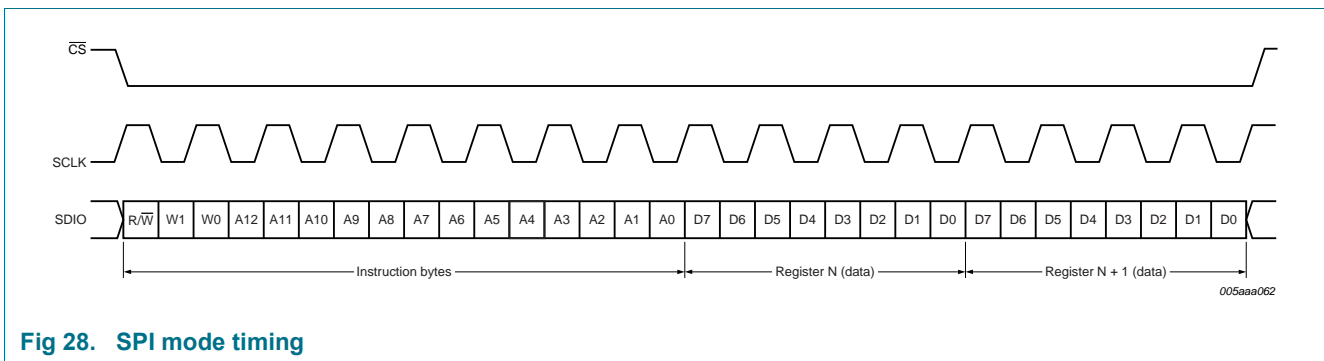 C̅S̅
SCLK
SDIO R/W̅ W1 W0 A12 A11 A10 A9 A8 A7 A6 A5 A4 A3 A2 A1 A0 D7 D6 D5 D4 D3 D2 D1 D0 D7 D6 D5 D4 D3 D2 D1 D0
Instruction bytes Register N (data) Register N + 1 (data)
005aaa062
Fig 28. SPI mode timing